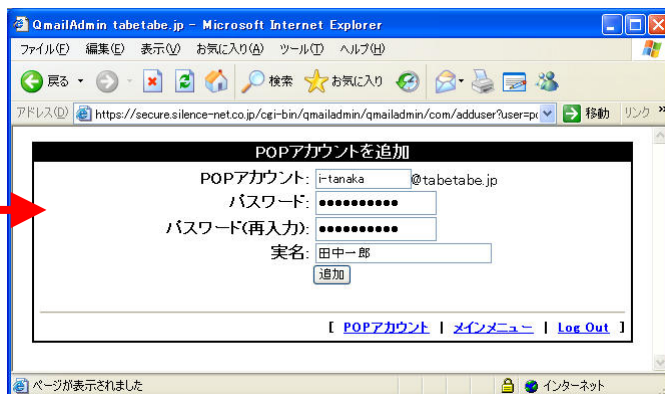 QmailAdmin tabetabe.jp - Microsoft Internet Explorer
ファイル(F) 編集(E) 表示(V) お気に入り(A) ツール(T) ヘルプ(H)
戻る 検索 お気に入り
アドレス(D) https://secure.silence-net.co.jp/cgi-bin/qmailadmin/qmailadmin/com/adduser?user=po 移動 リンク »
POPアカウントを追加
POPアカウント: i-tanaka @tabetabe.jp
パスワード: ●●●●●●●●●●
パスワード(再入力): ●●●●●●●●●●
実名: 田中一郎
追加
[ POPアカウント | メインメニュー | Log Out ]
ページが表示されました インターネット